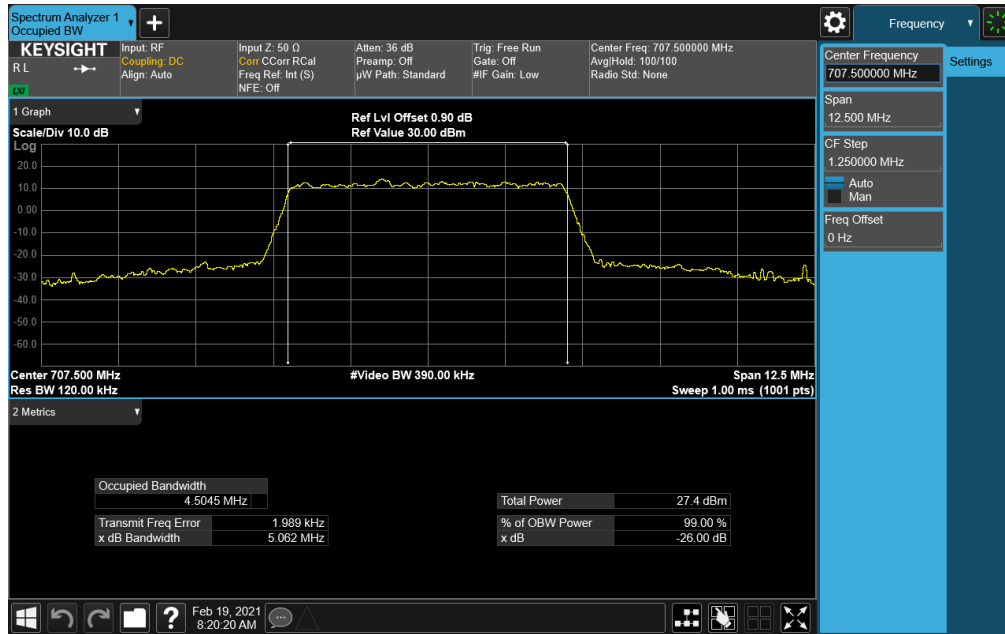 Spectrum Analyzer 1
Occupied BW
Frequency
KEYSIGHT
R L
LXI
Input: RF
Coupling: DC
Align: Auto
Input Z: 50 Ω
Corr CCorr RCal
Freq Ref: Int (S)
NFE: Off
Atten: 36 dB
Preamp: Off
µW Path: Standard
Trig: Free Run
Gate: Off
#IF Gain: Low
Center Freq: 707.500000 MHz
Avg|Hold: 100/100
Radio Std: None
Center Frequency
707.500000 MHz
Settings
Span
12.500 MHz
CF Step
1.250000 MHz
Auto
Man
Freq Offset
0 Hz
1 Graph
Scale/Div 10.0 dB
Ref Lvl Offset 0.90 dB
Ref Value 30.00 dBm
Log
20.0
10.0
0.00
-10.0
-20.0
-30.0
-40.0
-50.0
-60.0
Center 707.500 MHz
#Video BW 390.00 kHz
Span 12.5 MHz
Res BW 120.00 kHz
Sweep 1.00 ms (1001 pts)
2 Metrics
Occupied Bandwidth
4.5045 MHz
Total Power 27.4 dBm
Transmit Freq Error 1.989 kHz
% of OBW Power 99.00 %
x dB Bandwidth 5.062 MHz
x dB -26.00 dB
?
Feb 19, 2021
8:20:20 AM